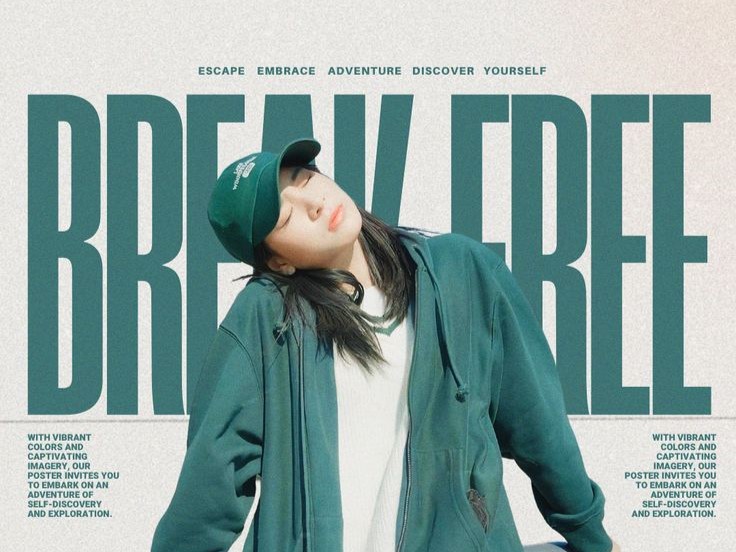 ESCAPE EMBRACE ADVENTURE DISCOVER YOURSELF
BREAK FREE
WITH VIBRANT
COLORS AND
CAPTIVATING
IMAGERY, OUR
POSTER INVITES YOU
TO EMBARK ON AN
ADVENTURE OF
SELF-DISCOVERY
AND EXPLORATION.
WITH VIBRANT
COLORS AND
CAPTIVATING
IMAGERY, OUR
POSTER INVITES YOU
TO EMBARK ON AN
ADVENTURE OF
SELF-DISCOVERY
AND EXPLORATION.